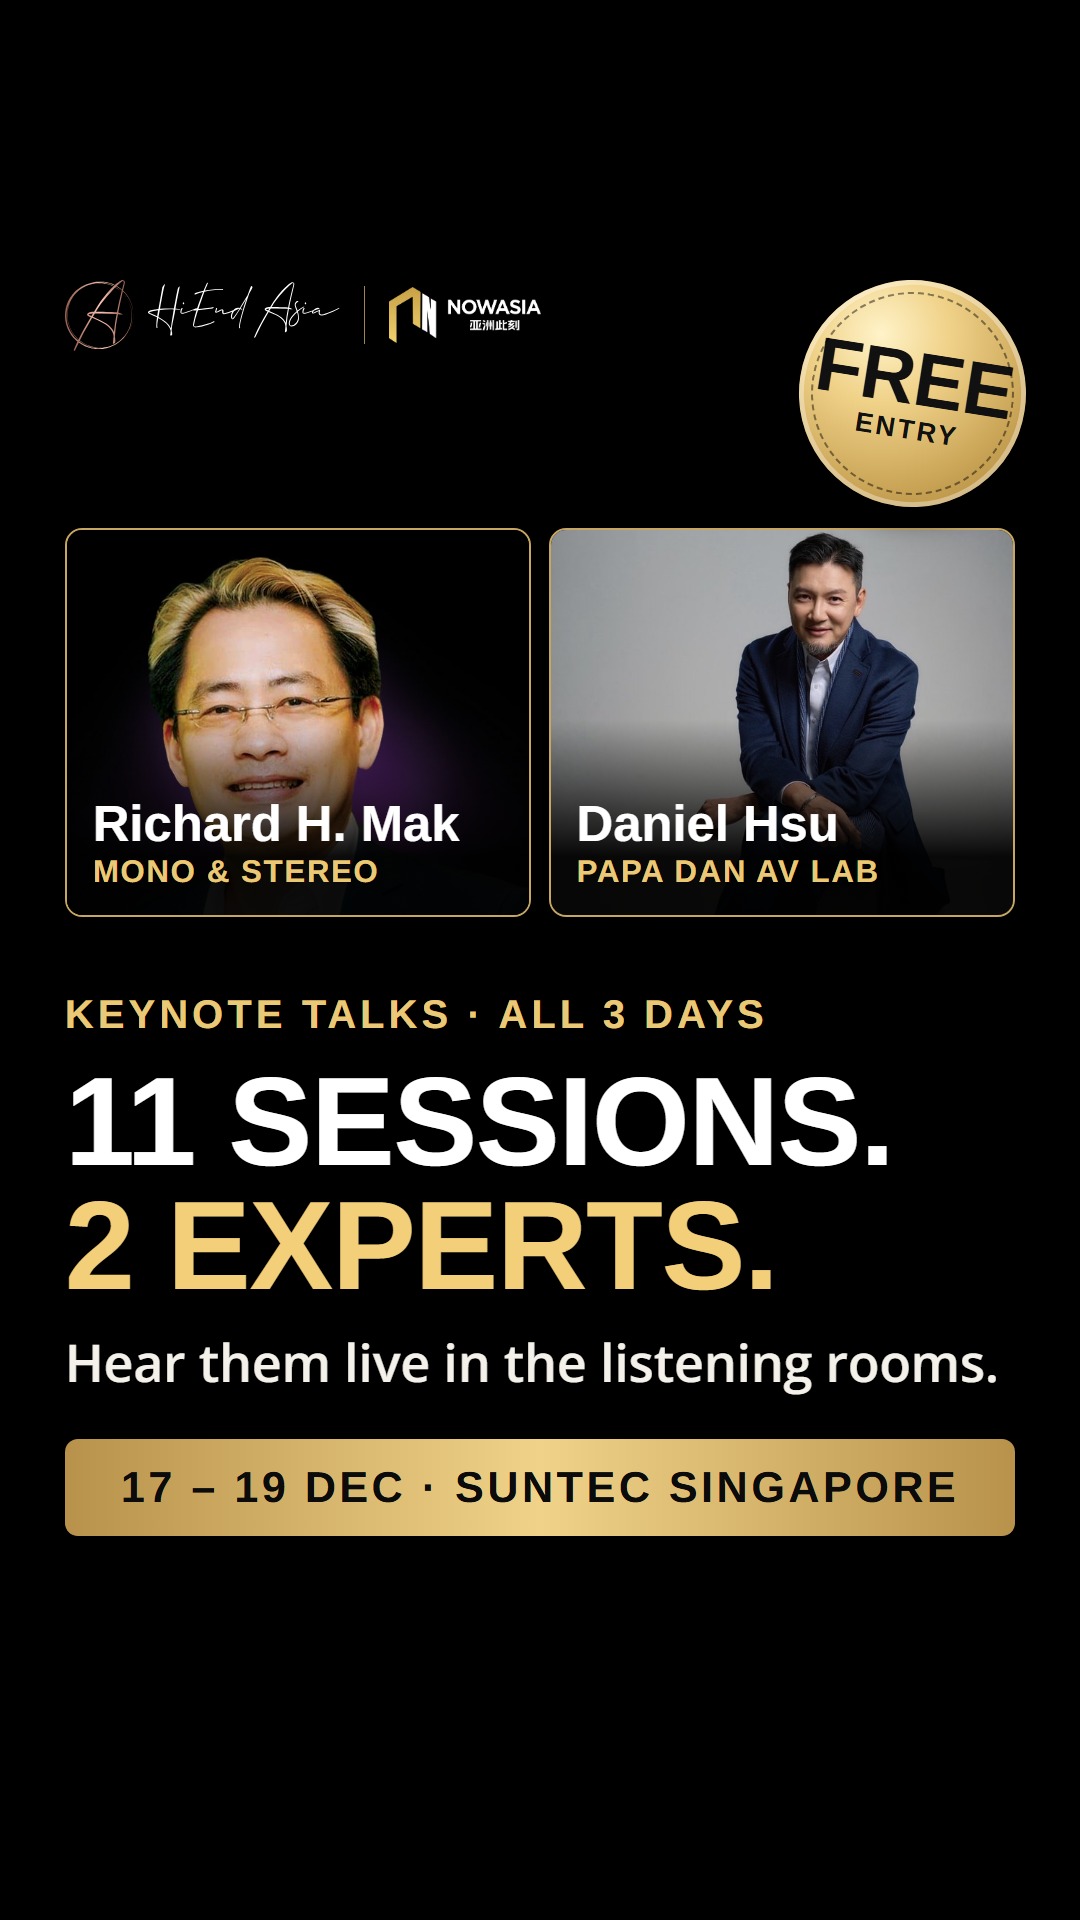 HiEnd Asia
NOWASIA
亚洲此刻
FREE
ENTRY
Richard H. Mak
MONO & STEREO
Daniel Hsu
PAPA DAN AV LAB
KEYNOTE TALKS · ALL 3 DAYS
11 SESSIONS.
2 EXPERTS.
Hear them live in the listening rooms.
17 – 19 DEC · SUNTEC SINGAPORE